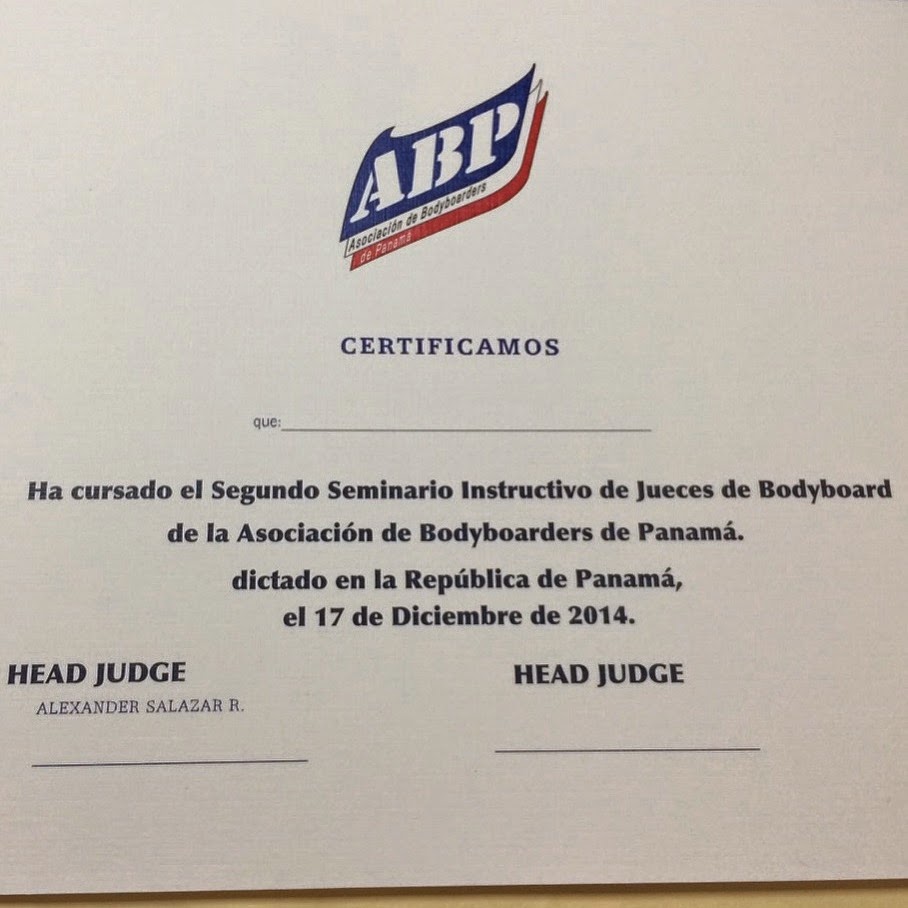 ABP
Asociación de Bodyboarders
de Panamá
CERTIFICAMOS
que:
Ha cursado el Segundo Seminario Instructivo de Jueces de Bodyboard
de la Asociación de Bodyboarders de Panamá.
dictado en la República de Panamá,
el 17 de Diciembre de 2014.
HEAD JUDGE
ALEXANDER SALAZAR R.
HEAD JUDGE